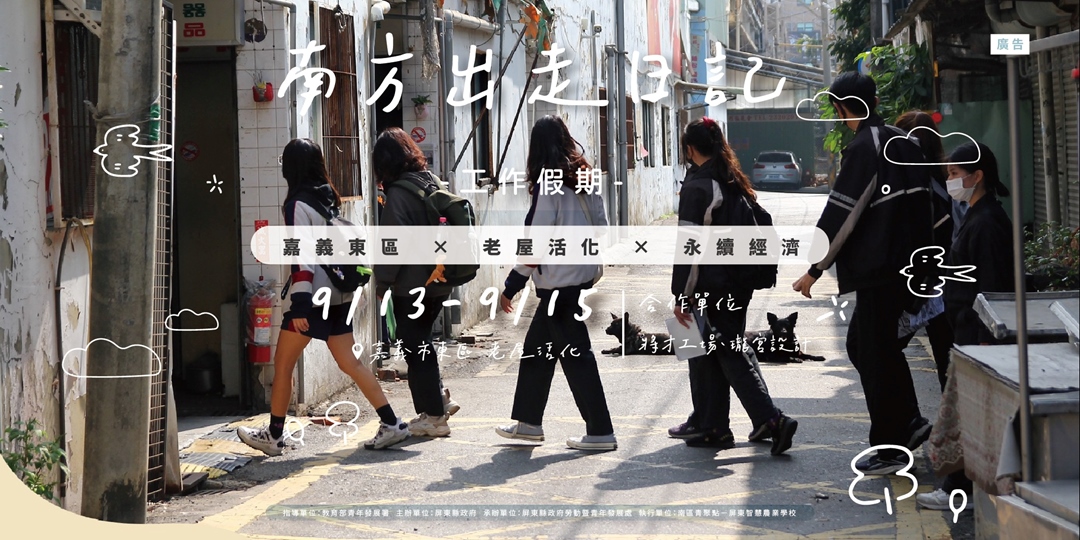 器
品
廣告
南方出走日記
工作假期-
嘉義東區 × 老屋活化 × 永續經濟
9/13-9/15
合作單位
嘉義市東區 老屋活化
將才工場、瓏宮設計
指導單位:教育部青年發展署 主辦單位:屏東縣政府 承辦單位:屏東縣政府勞動暨青年發展處 執行單位:南區青聚點－屏東智慧農業學校